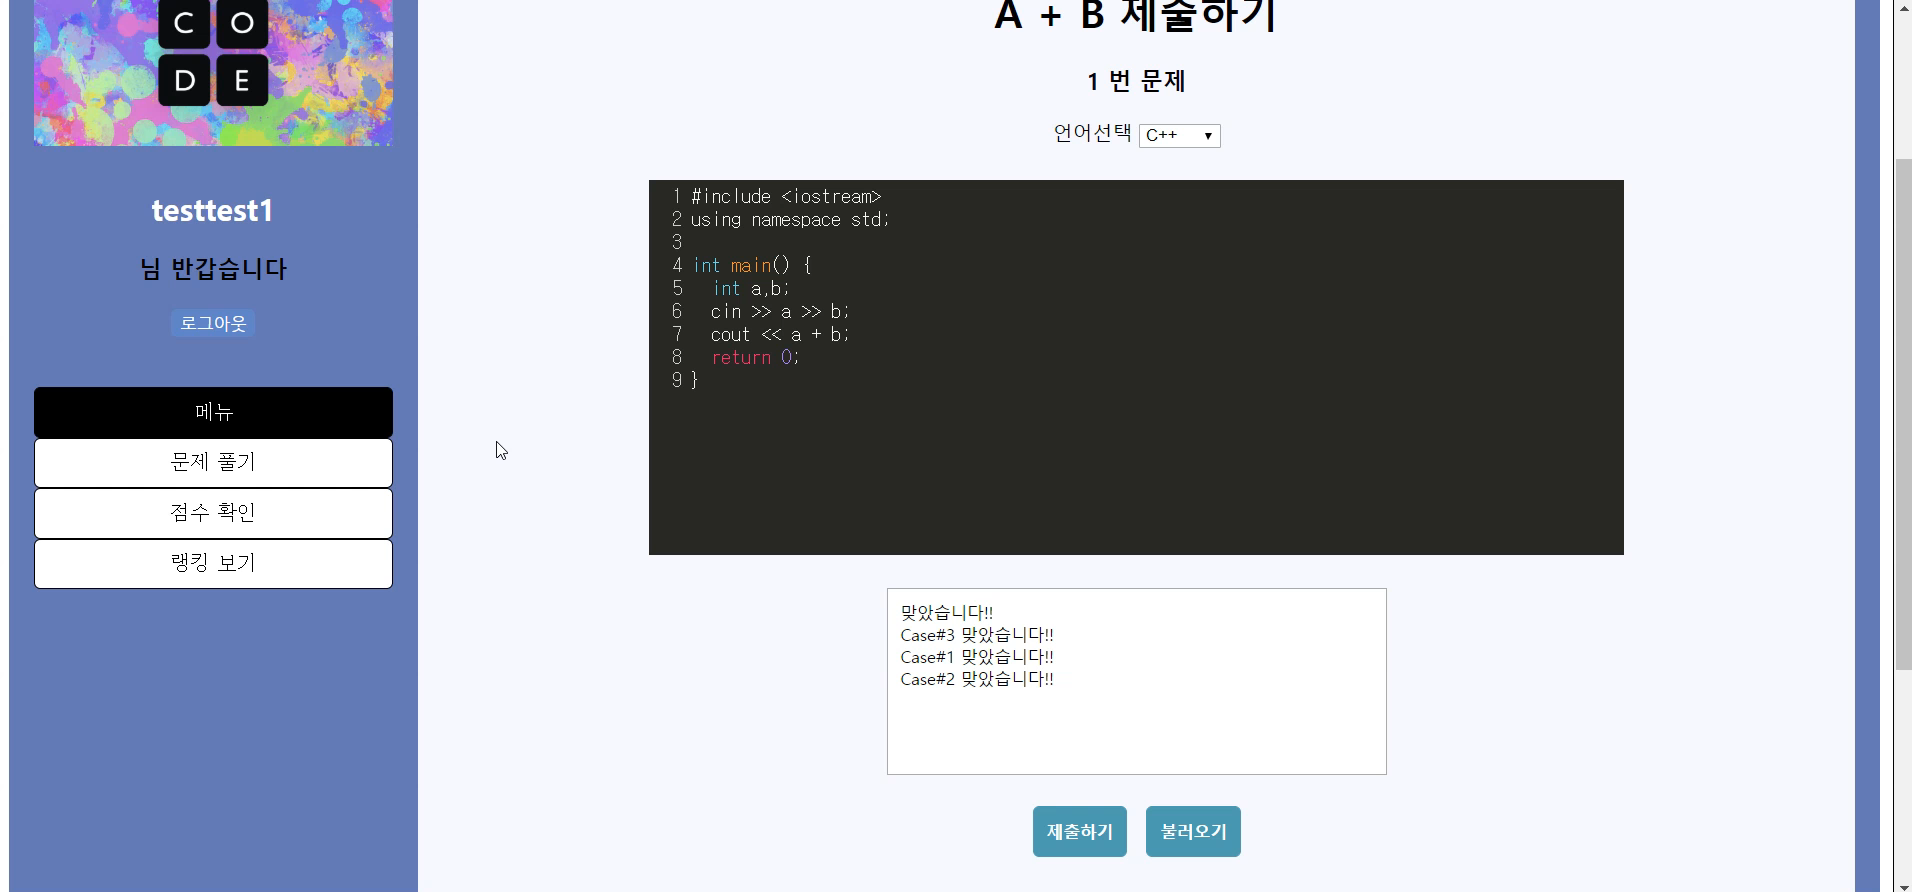 C O
D E
testtest1
님 반갑습니다
로그아웃
메뉴
문제 풀기
점수 확인
랭킹 보기
A + B 제출하기
1 번 문제
언어선택 C++
1 #include <iostream>
2 using namespace std;
3
4 int main() {
5   int a,b;
6   cin >> a >> b;
7   cout << a + b;
8   return 0;
9 }
맞았습니다!!
Case#3 맞았습니다!!
Case#1 맞았습니다!!
Case#2 맞았습니다!!
제출하기 불러오기